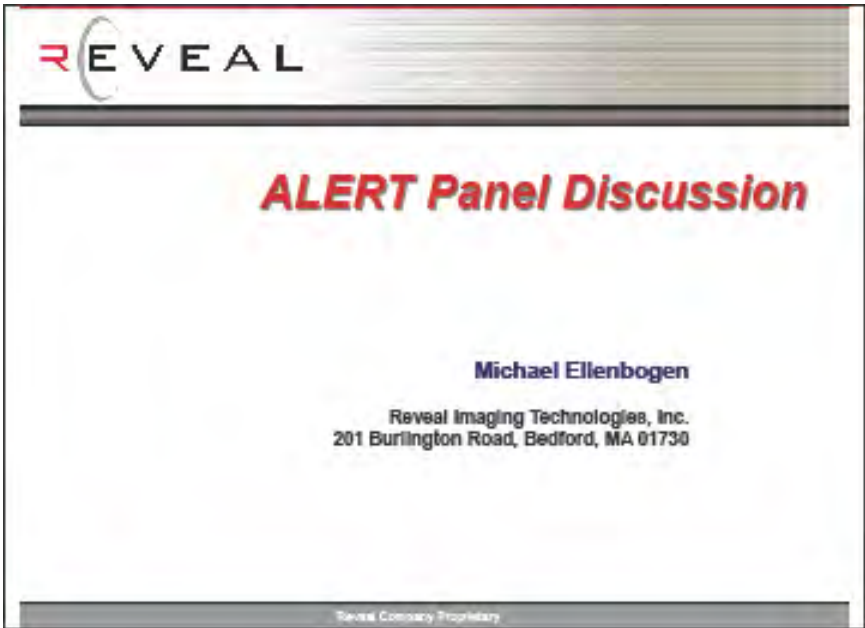 REVEAL
ALERT Panel Discussion
Michael Ellenbogen
Reveal Imaging Technologies, Inc.
201 Burlington Road, Bedford, MA 01730
Reveal Company Proprietary